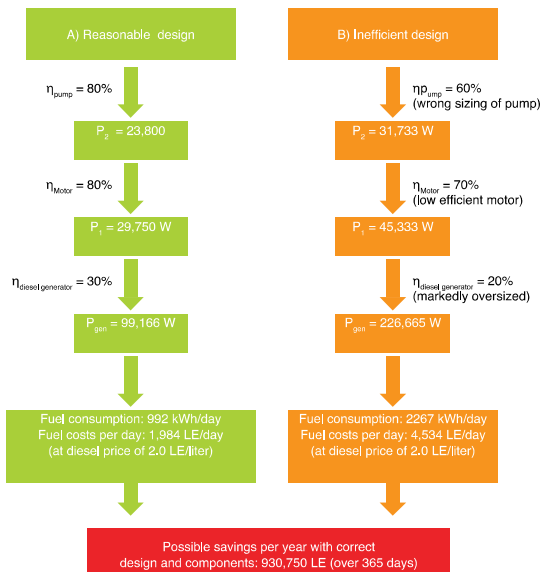 A) Reasonable design
η pump = 80%
P2 = 23,800
ηMotor = 80%
P1 = 29,750 W
ηdiesel generator = 30%
Pgen = 99,166 W
Fuel consumption: 992 kWh/day
Fuel costs per day: 1,984 LE/day
(at diesel price of 2.0 LE/liter)
B) Inefficient design
ηpump = 60%
(wrong sizing of pump)
P2 = 31,733 W
ηMotor = 70%
(low efficient motor)
P1 = 45,333 W
ηdiesel generator = 20%
(markedly oversized)
Pgen = 226,665 W
Fuel consumption: 2267 kWh/day
Fuel costs per day: 4,534 LE/day
(at diesel price of 2.0 LE/liter)
Possible savings per year with correct
design and components: 930,750 LE (over 365 days)